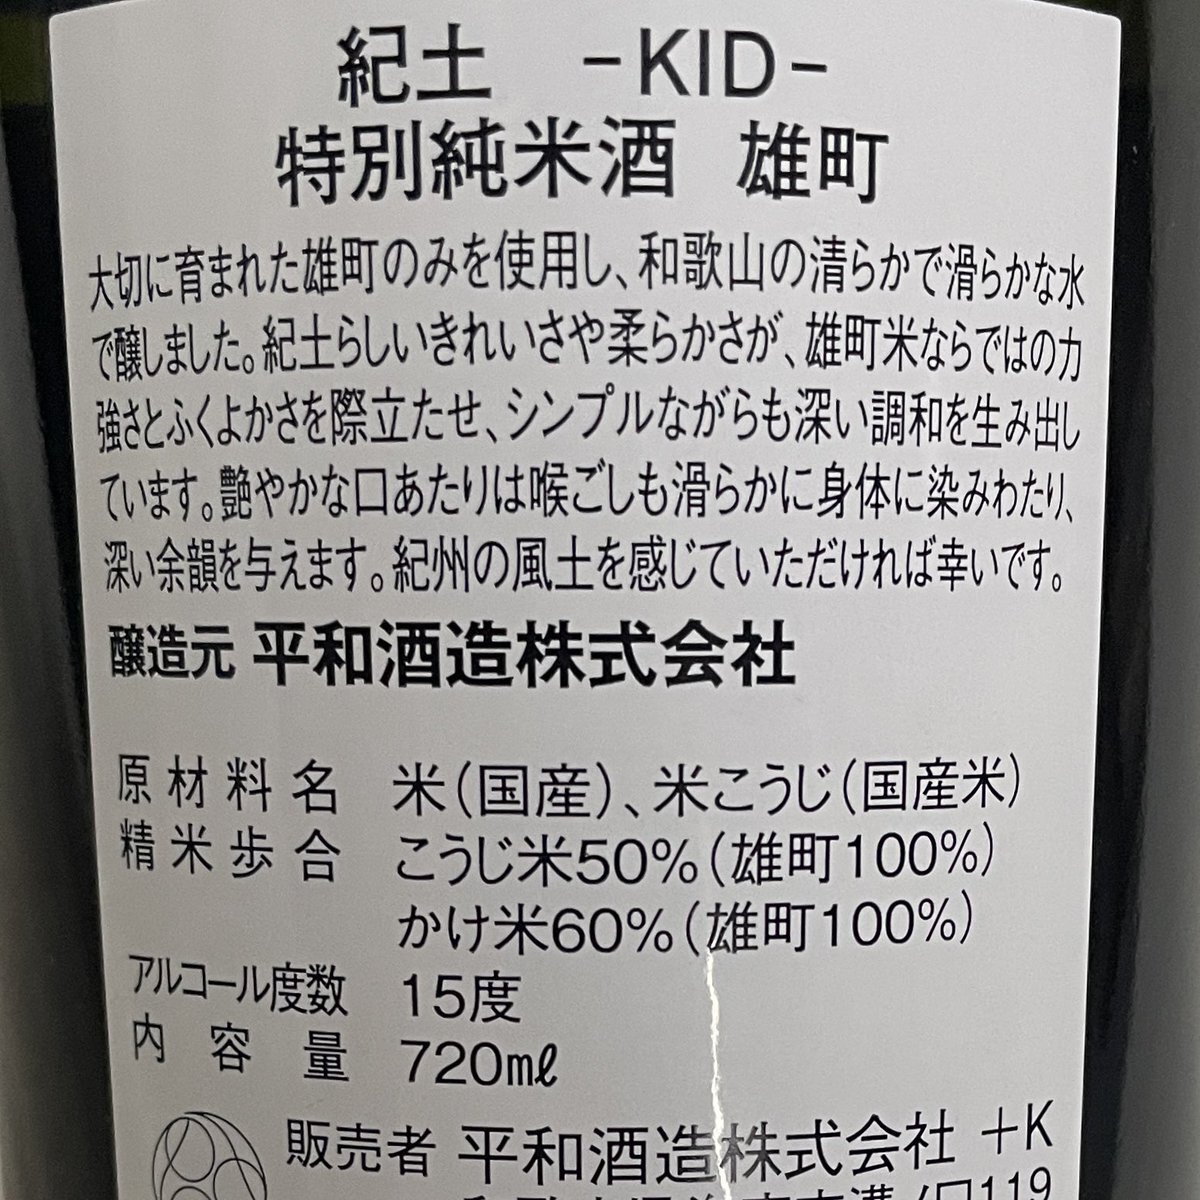 紀土　-KID-
特別純米酒　雄町
大切に育まれた雄町のみを使用し、和歌山の清らかで滑らかな水
で醸しました。紀土らしいきれいさや柔らかさが、雄町米ならではの力
強さとふくよかさを際立たせ、シンプルながらも深い調和を生み出し
ています。艶やかな口あたりは喉ごしも滑らかに身体に染みわたり、
深い余韻を与えます。紀州の風土を感じていただければ幸いです。
醸造元 平和酒造株式会社
原材料名　米（国産）、米こうじ（国産米）
精米歩合　こうじ米50%（雄町100%）
かけ米60%（雄町100%）
アルコール度数　15度
内容量　720mℓ
販売者 平和酒造株式会社 +K
119